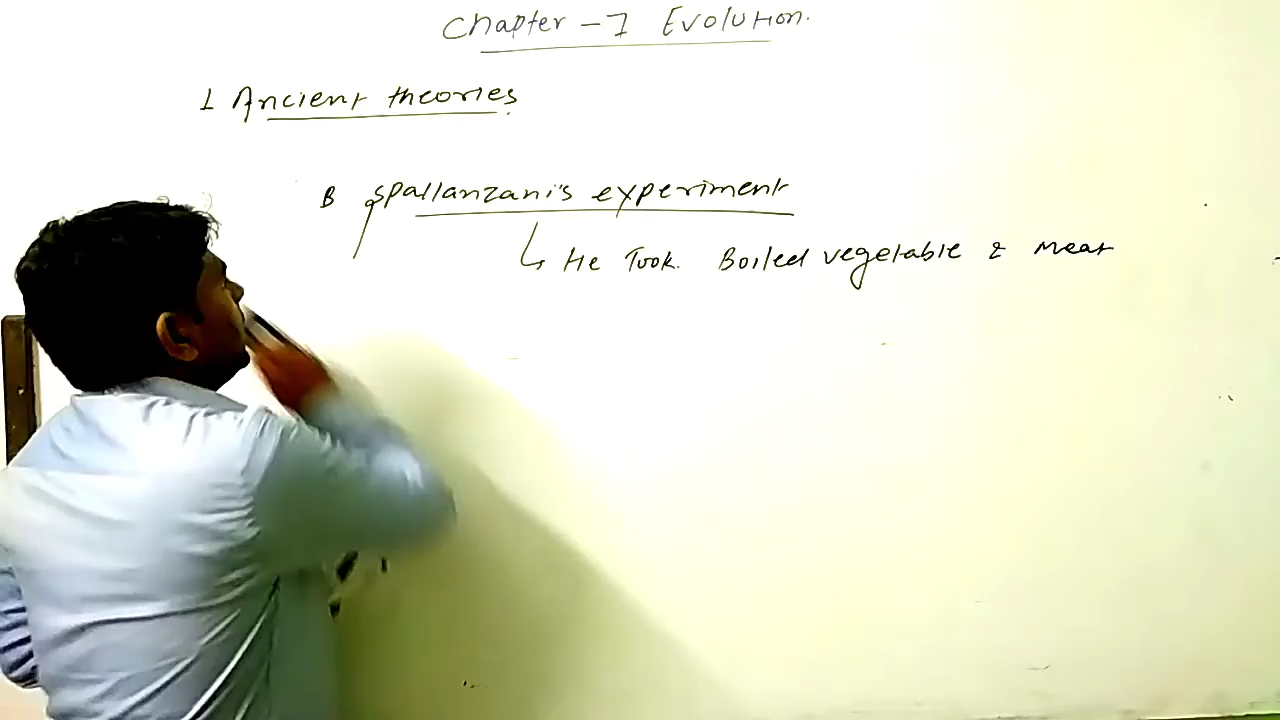 Chapter - 7 Evolution.
1 Ancient theories
B Spallanzani's experiment
He Took. Boiled vegetable & Meat